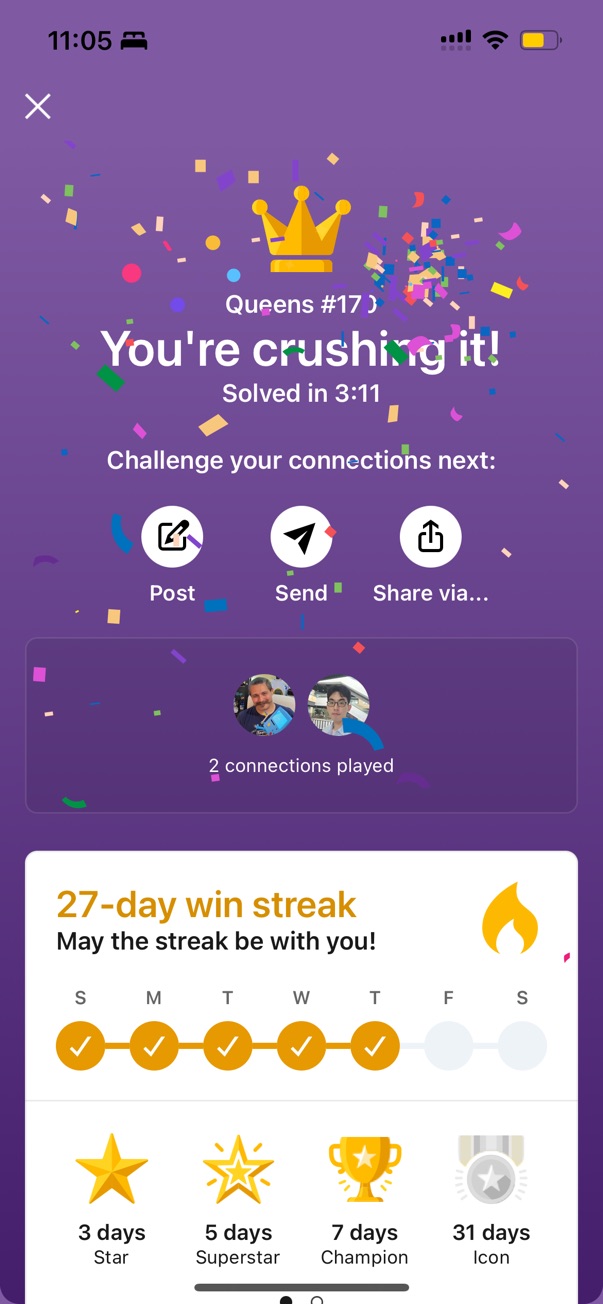 11:05
Queens #170
You're crushing it!
Solved in 3:11
Challenge your connections next:
Post
Send
Share via...
2 connections played
27-day win streak
May the streak be with you!
S M T W T F S
3 days
Star
5 days
Superstar
7 days
Champion
31 days
Icon